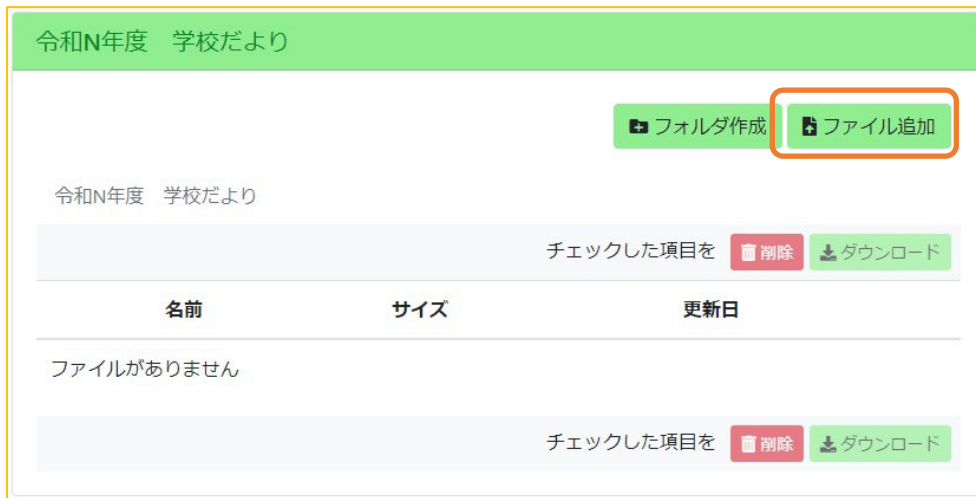 令和N年度　学校だより
フォルダ作成 ファイル追加
令和N年度　学校だより
チェックした項目を 削除 ダウンロード
名前 サイズ 更新日
ファイルがありません
チェックした項目を 削除 ダウンロード